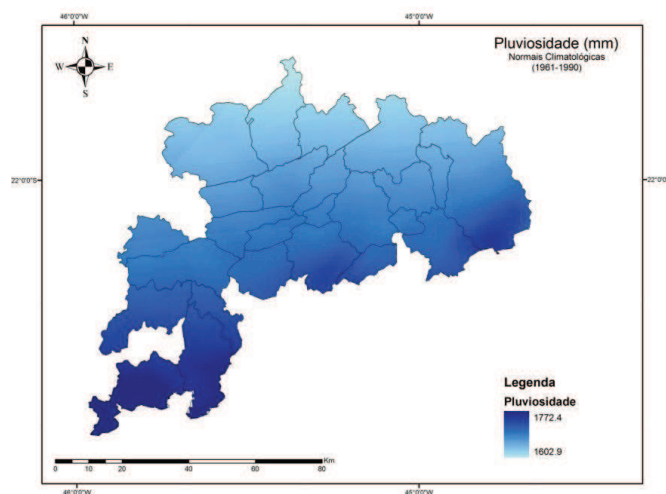 46°0'0"W 45°0'0"W
Pluviosidade (mm)
Normais Climatológicas
(1961-1990)
N
W E
S
22°0'0"S 22°0'
Legenda
Pluviosidade
1772.4
1602.9
Km
0 5 10 20 40 60 80
46°0'0"W 45°0'0"W